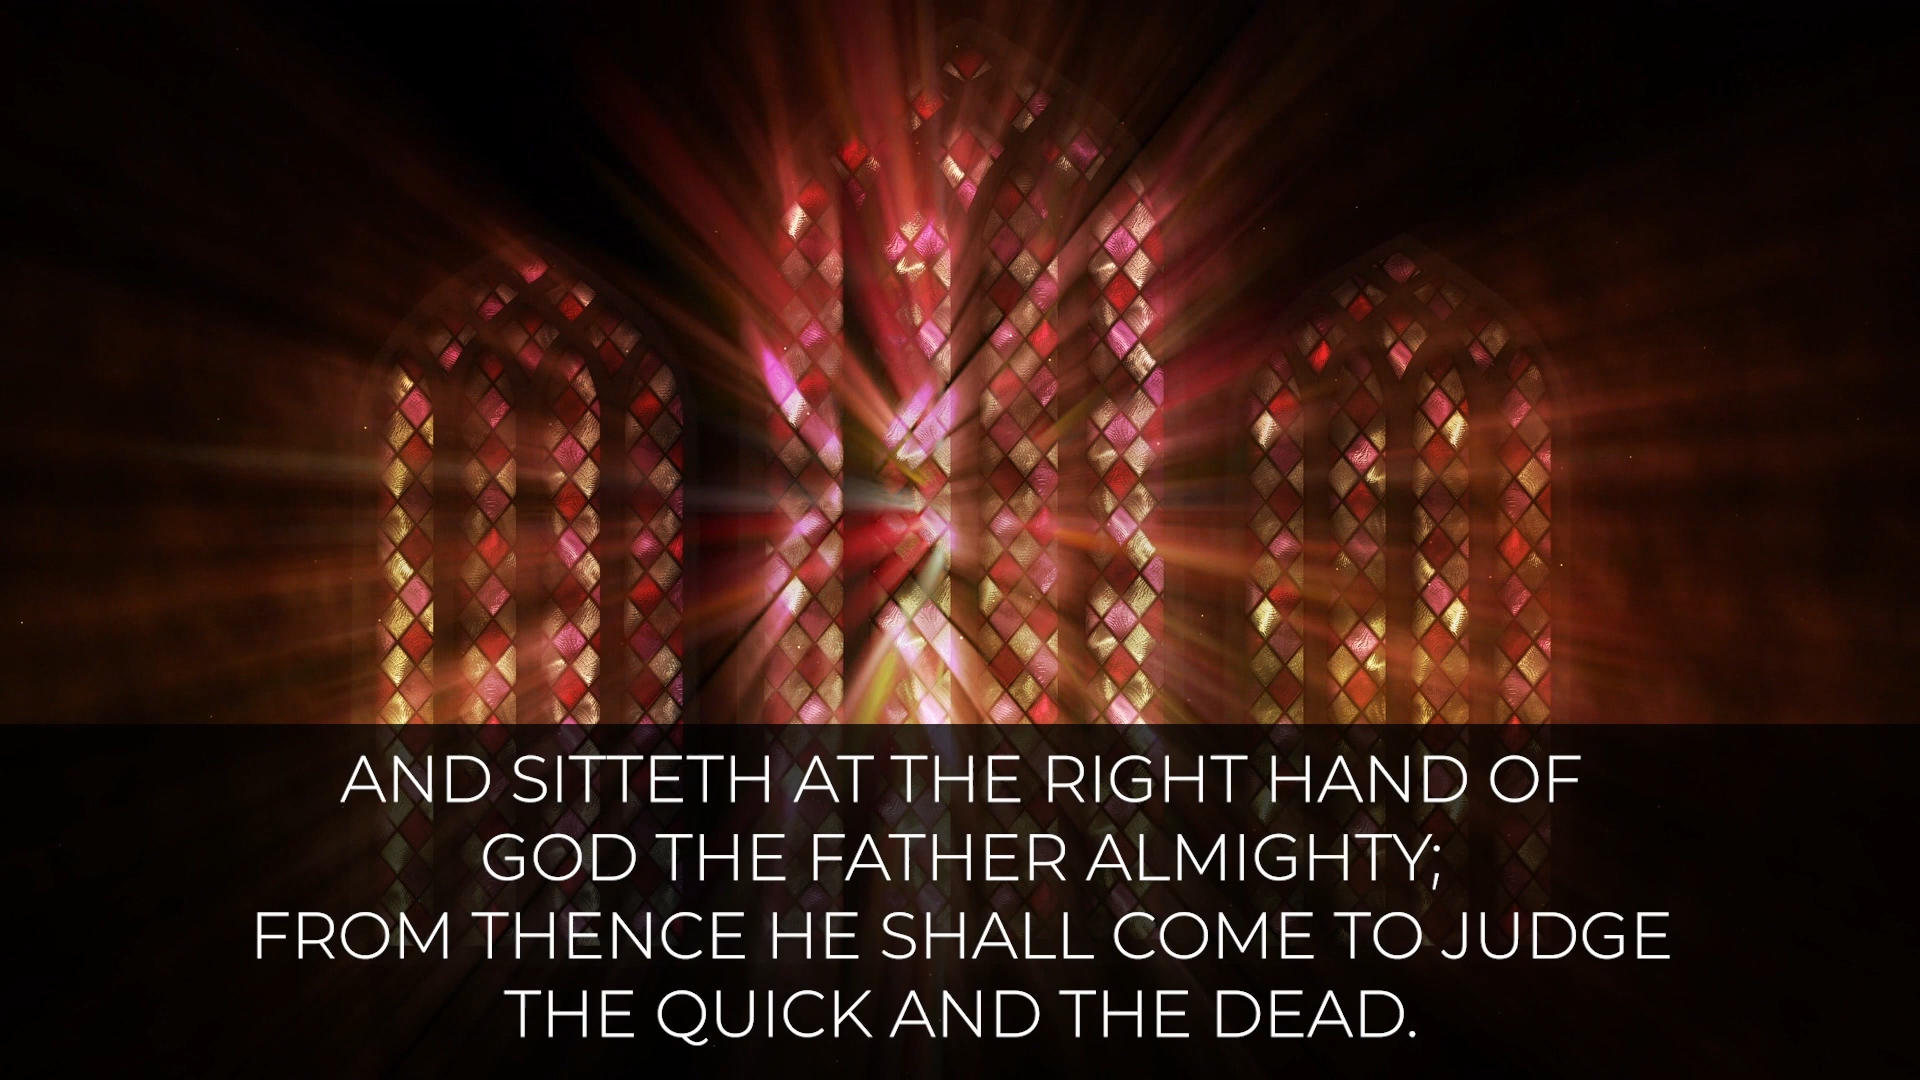 AND SITTETH AT THE RIGHT HAND OF
GOD THE FATHER ALMIGHTY;
FROM THENCE HE SHALL COME TO JUDGE
THE QUICK AND THE DEAD.